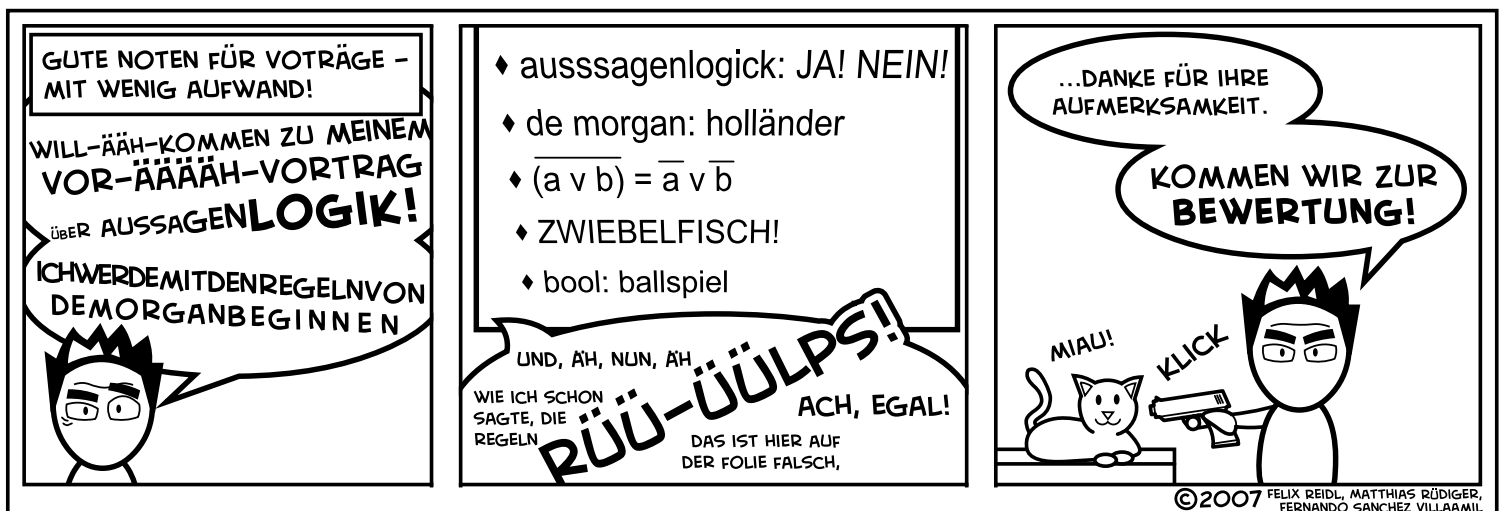 GUTE NOTEN FÜR VOTRÄGE –
MIT WENIG AUFWAND!
WILL-ÄÄH-KOMMEN ZU MEINEM
VOR-ÄÄÄÄH-VORTRAG
ÜBER AUSSAGENLOGIK!
ICHWERDEMITDENREGELNVON
DEMORGANBEGINNEN
♦ ausssagenlogick: JA! NEIN!
♦ de morgan: holländer
♦ (a v b) = a v b
♦ ZWIEBELFISCH!
♦ bool: ballspiel
UND, ÄH, NUN, ÄH
WIE ICH SCHON
SAGTE, DIE
REGELN
RÜÜ-ÜÜLPS!
DAS IST HIER AUF
DER FOLIE FALSCH,
ACH, EGAL!
...DANKE FÜR IHRE
AUFMERKSAMKEIT.
KOMMEN WIR ZUR
BEWERTUNG!
MIAU!
KLICK
©2007 FELIX REIDL, MATTHIAS RÜDIGER,
FERNANDO SANCHEZ VILLAAMIL